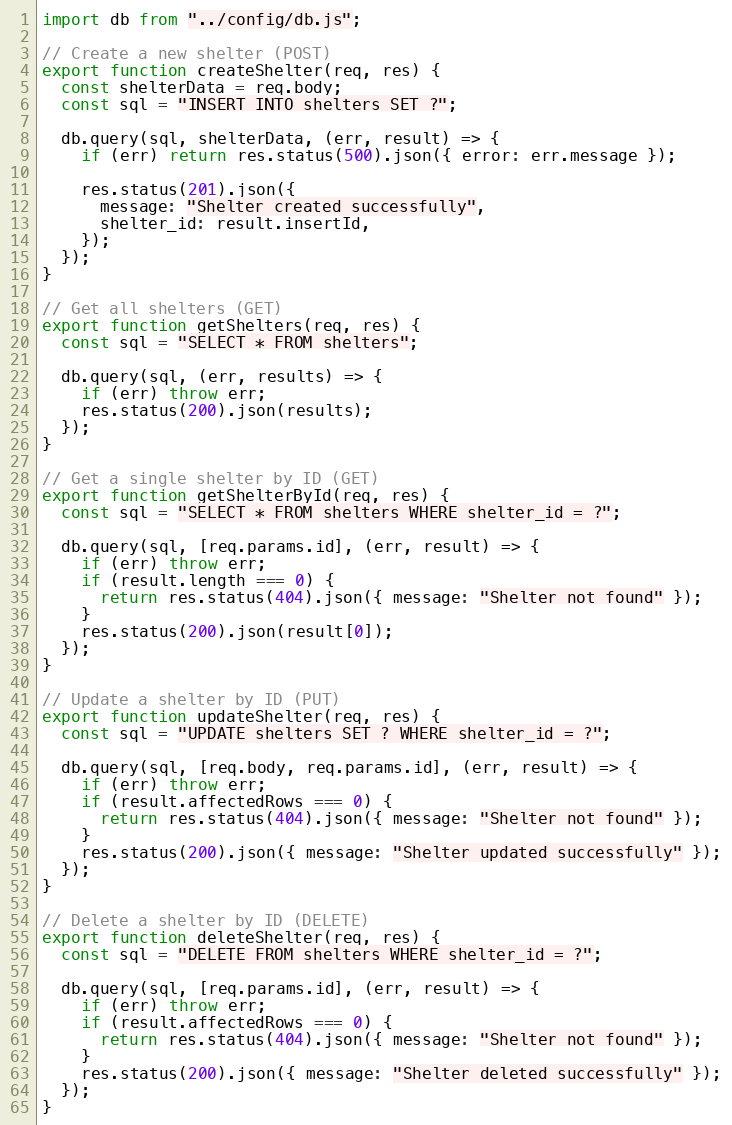 1 import db from "../config/db.js";
2
3 // Create a new shelter (POST)
4 export function createShelter(req, res) {
5   const shelterData = req.body;
6   const sql = "INSERT INTO shelters SET ?";
7
8   db.query(sql, shelterData, (err, result) => {
9     if (err) return res.status(500).json({ error: err.message });
10
11     res.status(201).json({
12       message: "Shelter created successfully",
13       shelter_id: result.insertId,
14     });
15   });
16 }
17
18 // Get all shelters (GET)
19 export function getShelters(req, res) {
20   const sql = "SELECT * FROM shelters";
21
22   db.query(sql, (err, results) => {
23     if (err) throw err;
24     res.status(200).json(results);
25   });
26 }
27
28 // Get a single shelter by ID (GET)
29 export function getShelterById(req, res) {
30   const sql = "SELECT * FROM shelters WHERE shelter_id = ?";
31
32   db.query(sql, [req.params.id], (err, result) => {
33     if (err) throw err;
34     if (result.length === 0) {
35       return res.status(404).json({ message: "Shelter not found" });
36     }
37     res.status(200).json(result[0]);
38   });
39 }
40
41 // Update a shelter by ID (PUT)
42 export function updateShelter(req, res) {
43   const sql = "UPDATE shelters SET ? WHERE shelter_id = ?";
44
45   db.query(sql, [req.body, req.params.id], (err, result) => {
46     if (err) throw err;
47     if (result.affectedRows === 0) {
48       return res.status(404).json({ message: "Shelter not found" });
49     }
50     res.status(200).json({ message: "Shelter updated successfully" });
51   });
52 }
53
54 // Delete a shelter by ID (DELETE)
55 export function deleteShelter(req, res) {
56   const sql = "DELETE FROM shelters WHERE shelter_id = ?";
57
58   db.query(sql, [req.params.id], (err, result) => {
59     if (err) throw err;
60     if (result.affectedRows === 0) {
61       return res.status(404).json({ message: "Shelter not found" });
62     }
63     res.status(200).json({ message: "Shelter deleted successfully" });
64   });
65 }